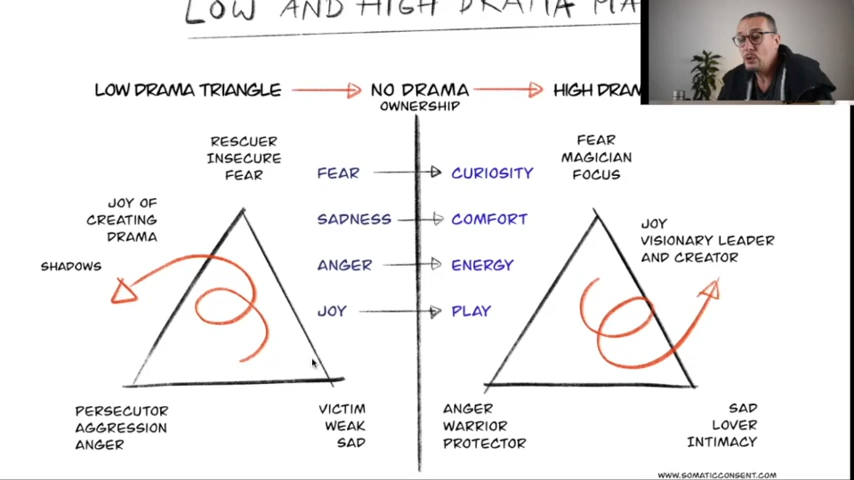 LOW AND HIGH DRAMA
LOW DRAMA TRIANGLE
NO DRAMA
OWNERSHIP
HIGH
RESCUER
INSECURE
FEAR
JOY OF
CREATING
DRAMA
SHADOWS
PERSECUTOR
AGGRESSION
ANGER
VICTIM
WEAK
SAD
FEAR
CURIOSITY
SADNESS
COMFORT
ANGER
ENERGY
JOY
PLAY
FEAR
MAGICIAN
FOCUS
JOY
VISIONARY LEADER
AND CREATOR
ANGER
WARRIOR
PROTECTOR
SAD
LOVER
INTIMACY
WWW.SOMATICCONSENT.COM